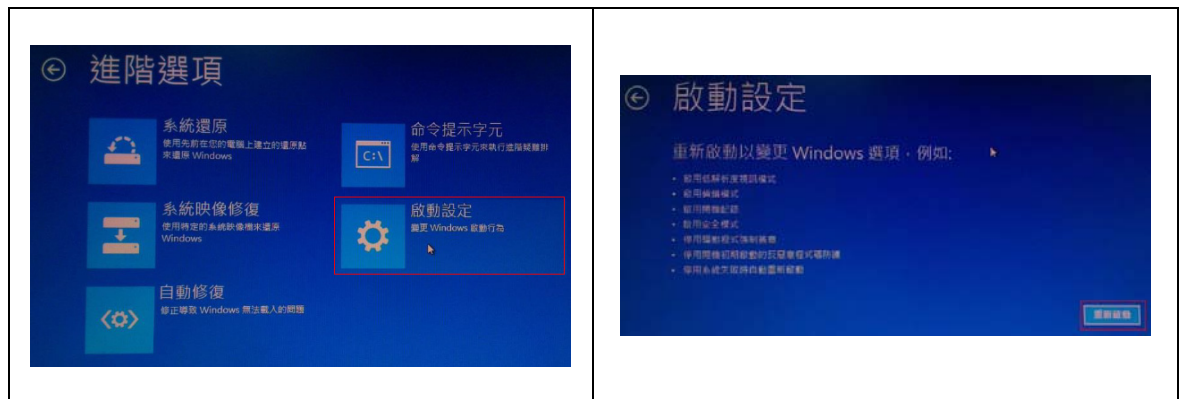 進階選項
系統還原
使用先前在您的電腦上建立的還原點
來還原 Windows
命令提示字元
使用命令提示字元來執行進階疑難排
解
C:\
系統映像修復
使用特定的系統映像檔來還原
Windows
啟動設定
變更 Windows 啟動行為
自動修復
修正導致 Windows 無法載入的問題
啟動設定
重新啟動以變更 Windows 選項，例如:
• 啟用低解析度視訊模式
• 啟用偵錯模式
• 啟用開機記錄
• 啟用安全模式
• 停用驅動程式強制簽章
• 停用開機初期啟動的反惡意程式碼防護
• 停用系統失敗時自動重新啟動
重新啟動